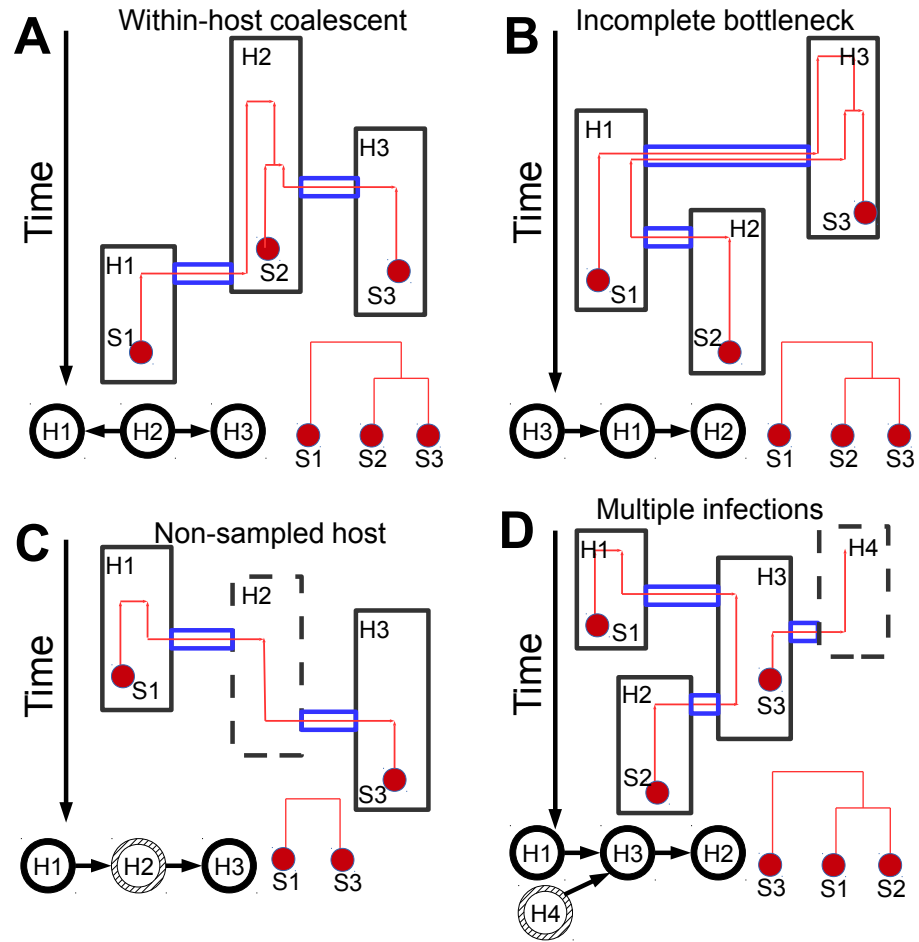 A Within-host coalescent
Time
H2
H3
H1
S2
S3
S1
H1 H2 H3
S1 S2 S3
B Incomplete bottleneck
Time
H3
H1
S3
H2
S1
S2
H3 H1 H2
S1 S2 S3
C Non-sampled host
Time
H1
H2
H3
S1
S3
H1 H2 H3
S1 S3
D Multiple infections
Time
H1
H4
H3
S1
H2
S3
S2
H1 H3 H2
H4
S3 S1 S2